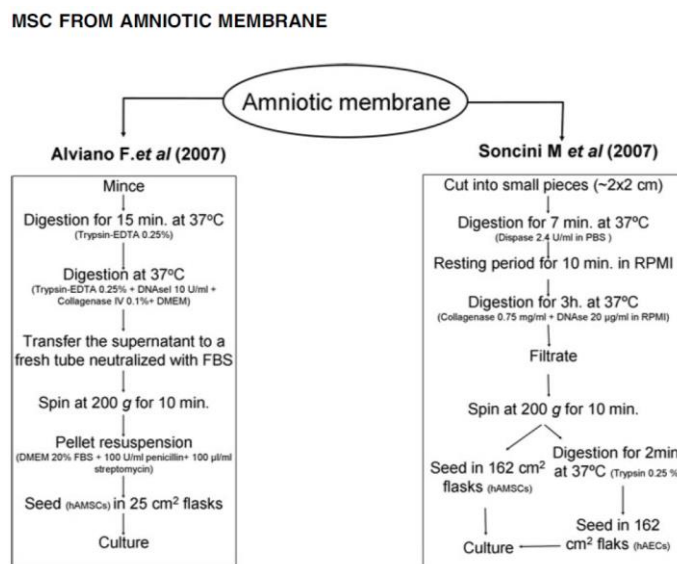 MSC FROM AMNIOTIC MEMBRANE
Amniotic membrane
Alviano F.et al (2007)
Mince
Digestion for 15 min. at 37ºC
(Trypsin-EDTA 0.25%)
Digestion at 37ºC
(Trypsin-EDTA 0.25% + DNAseI 10 U/ml +
Collagenase IV 0.1%+ DMEM)
Transfer the supernatant to a
fresh tube neutralized with FBS
Spin at 200 g for 10 min.
Pellet resuspension
(DMEM 20% FBS + 100 U/ml penicillin+ 100 µl/ml
streptomycin)
Seed (hAMSCs) in 25 cm² flasks
Culture
Soncini M et al (2007)
Cut into small pieces (~2x2 cm)
Digestion for 7 min. at 37ºC
(Dispase 2.4 U/ml in PBS )
Resting period for 10 min. in RPMI
Digestion for 3h. at 37ºC
(Collagenase 0.75 mg/ml + DNAse 20 µg/ml in RPMI)
Filtrate
Spin at 200 g for 10 min.
Seed in 162 cm²
flasks (hAMSCs)
Digestion for 2min
at 37ºC (Trypsin 0.25 %)
Seed in 162
cm² flaks (hAECs)
Culture